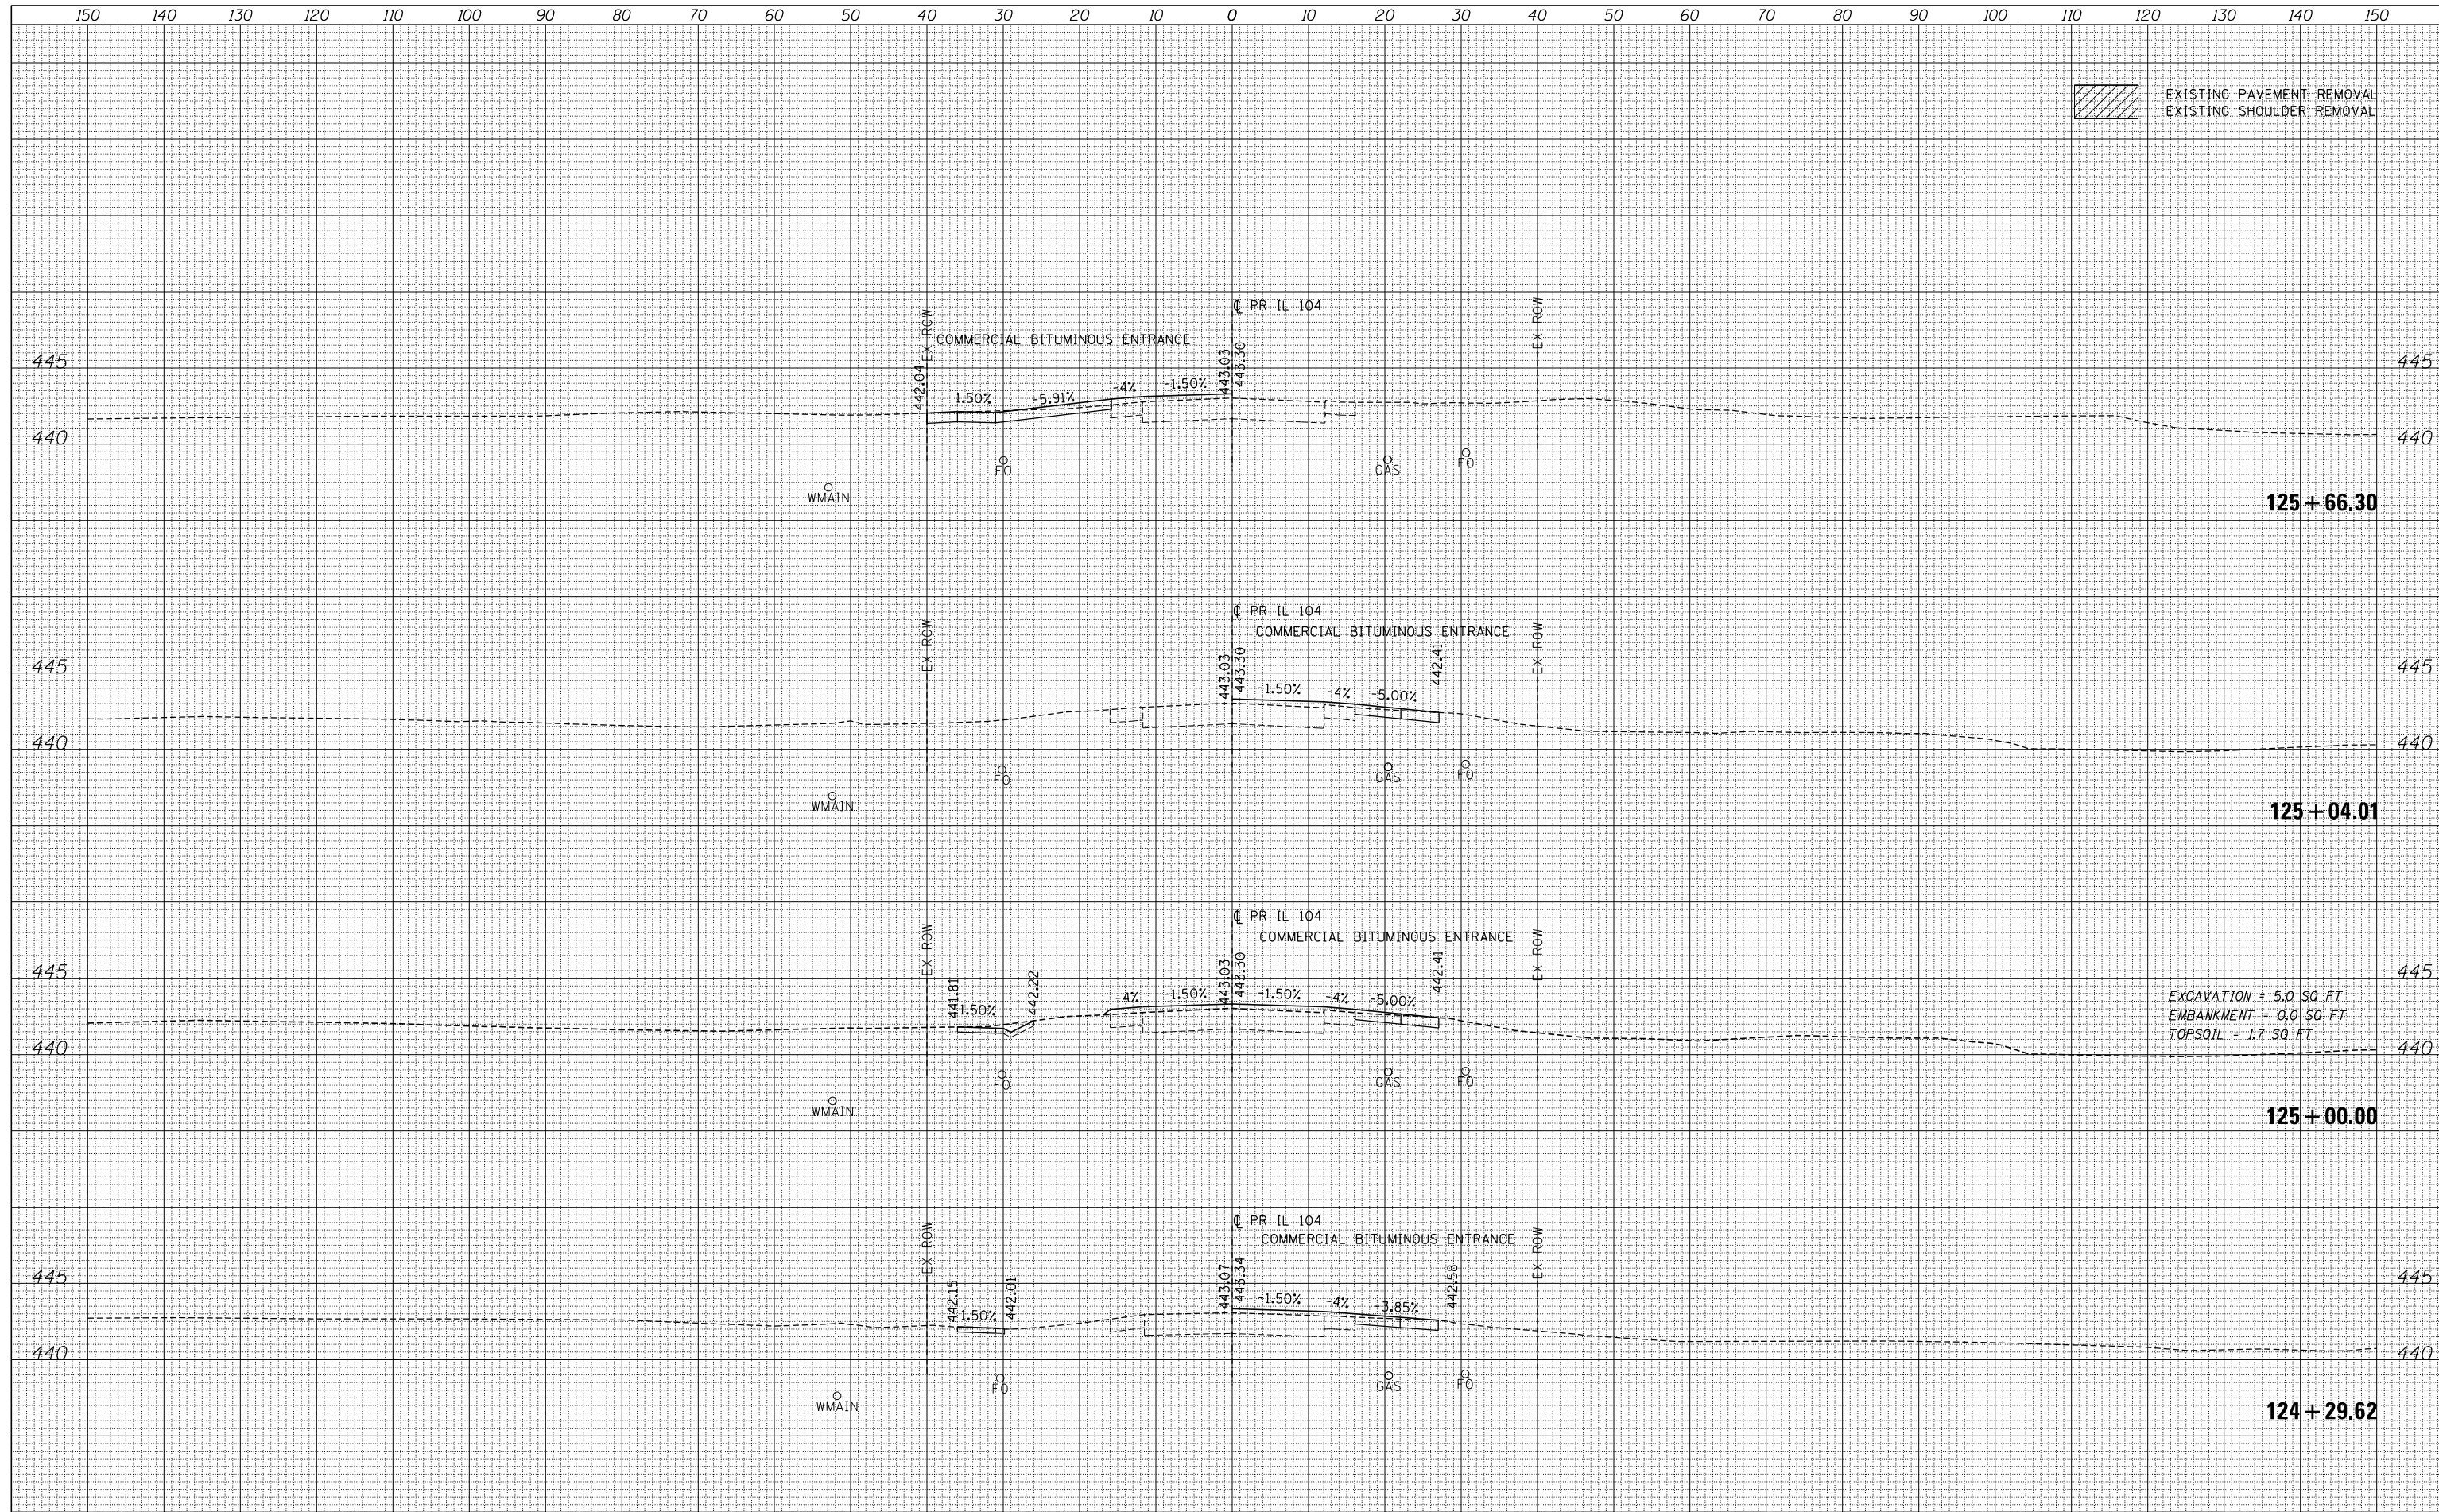 150 140 130 120 110 100 90 80 70 60 50 40 30 20 10 0 10 20 30 40 50 60 70 80 90 100 110 120 130 140 150
EXISTING PAVEMENT REMOVAL
EXISTING SHOULDER REMOVAL
℄ PR IL 104
EX ROW
EX ROW
COMMERCIAL BITUMINOUS ENTRANCE
445
445
442.04
443.03
443.30
1.50%
-5.91%
-4%
-1.50%
440
440
FO
GAS
FO
WMAIN
125+66.30
℄ PR IL 104
COMMERCIAL BITUMINOUS ENTRANCE
EX ROW
EX ROW
445
445
443.03
443.30
442.41
-1.50%
-4%
-5.00%
440
440
FO
GAS
FO
WMAIN
125+04.01
℄ PR IL 104
COMMERCIAL BITUMINOUS ENTRANCE
EX ROW
EX ROW
445
445
441.81
442.22
443.03
443.30
442.41
1.50%
-4%
-1.50%
-1.50%
-4%
-5.00%
EXCAVATION = 5.0 SQ FT
EMBANKMENT = 0.0 SQ FT
TOPSOIL = 1.7 SQ FT
440
440
FO
GAS
FO
WMAIN
125+00.00
℄ PR IL 104
COMMERCIAL BITUMINOUS ENTRANCE
EX ROW
EX ROW
445
445
442.15
442.01
443.07
443.34
442.58
1.50%
-1.50%
-4%
-3.85%
440
440
FO
GAS
FO
WMAIN
124+29.62